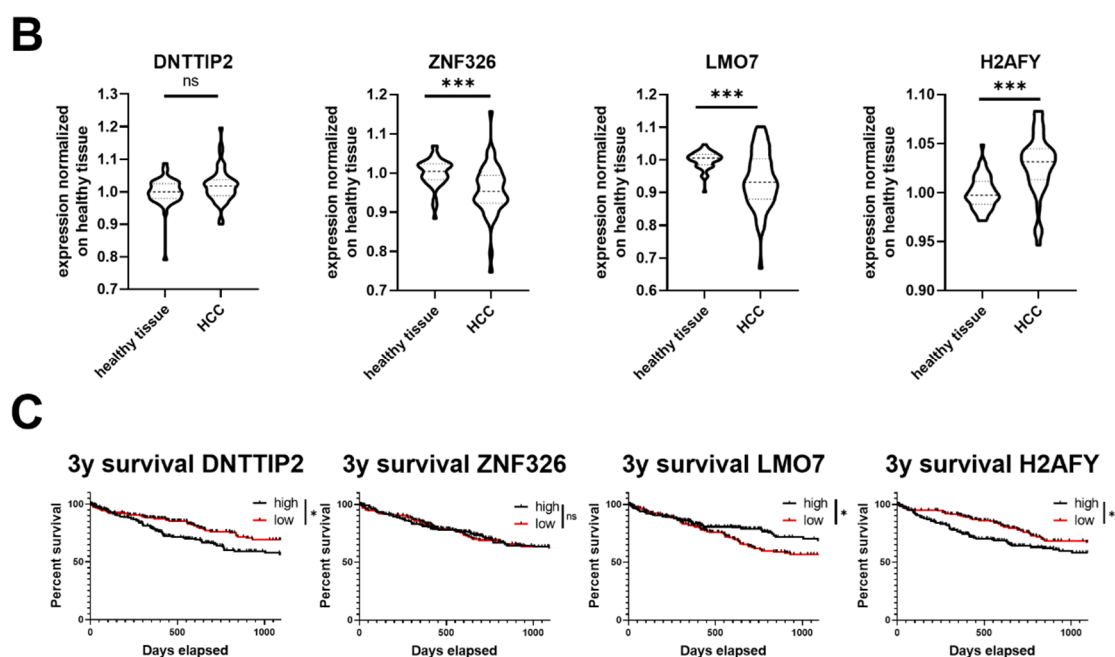 B
DNTTIP2
ns
expression normalized
on healthy tissue
1.3
1.2
1.1
1.0
0.9
0.8
0.7
healthy tissue
HCC
ZNF326
***
expression normalized
on healthy tissue
1.2
1.1
1.0
0.9
0.8
0.7
healthy tissue
HCC
LMO7
***
expression normalized
on healthy tissue
1.2
1.1
1.0
0.9
0.8
0.7
0.6
healthy tissue
HCC
H2AFY
***
expression normalized
on healthy tissue
1.10
1.05
1.00
0.95
0.90
healthy tissue
HCC
C
3y survival DNTTIP2
Percent survival
100
50
0
0 500 1000
Days elapsed
high
low
*
3y survival ZNF326
Percent survival
100
50
0
0 500 1000
Days elapsed
high
low
ns
3y survival LMO7
Percent survival
100
50
0
0 500 1000
Days elapsed
high
low
*
3y survival H2AFY
Percent survival
100
50
0
0 500 1000
Days elapsed
high
low
*